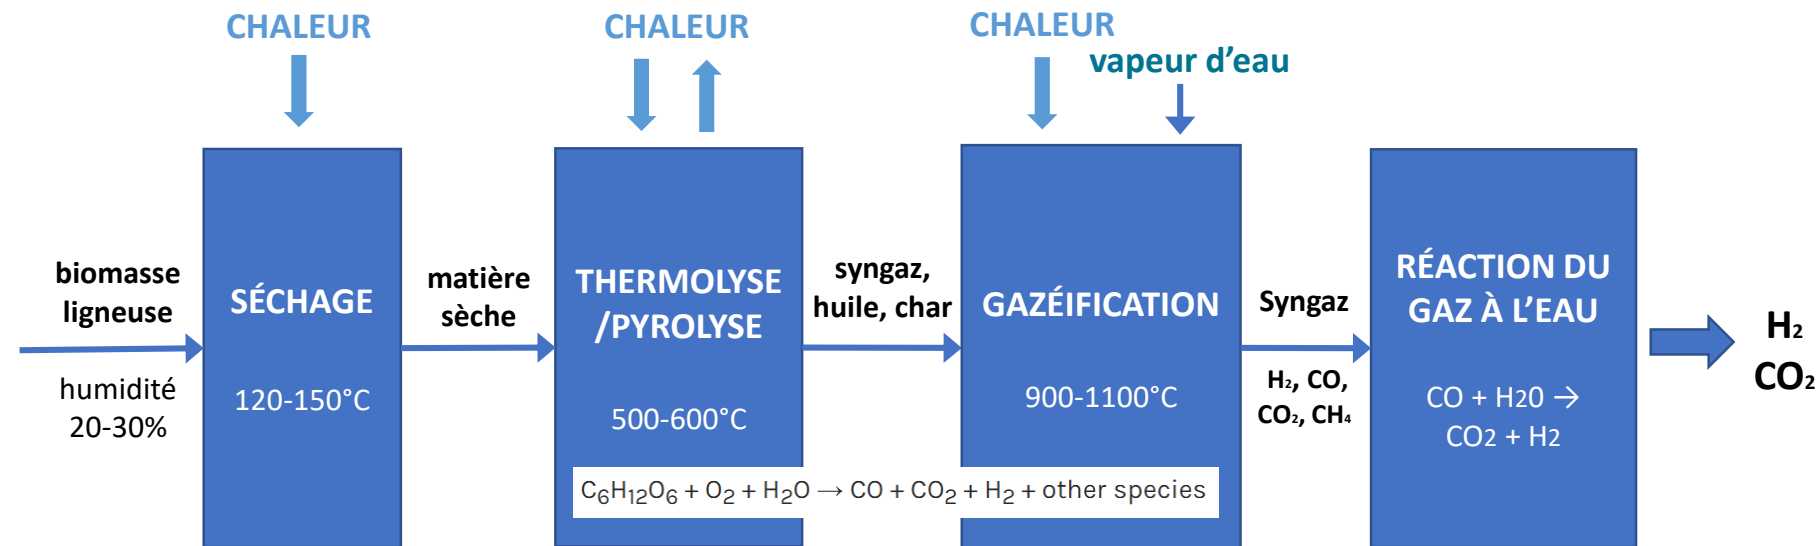 CHALEUR
CHALEUR
CHALEUR
vapeur d’eau
biomasse
ligneuse
humidité
20-30%
SÉCHAGE
120-150°C
matière
sèche
THERMOLYSE
/PYROLYSE
500-600°C
syngaz,
huile, char
GAZÉIFICATION
900-1100°C
C₆H₁₂O₆ + O₂ + H₂O → CO + CO₂ + H₂ + other species
Syngaz
H₂, CO,
CO₂, CH₄
RÉACTION DU
GAZ À L’EAU
CO + H20 →
CO2 + H2
H₂
CO₂